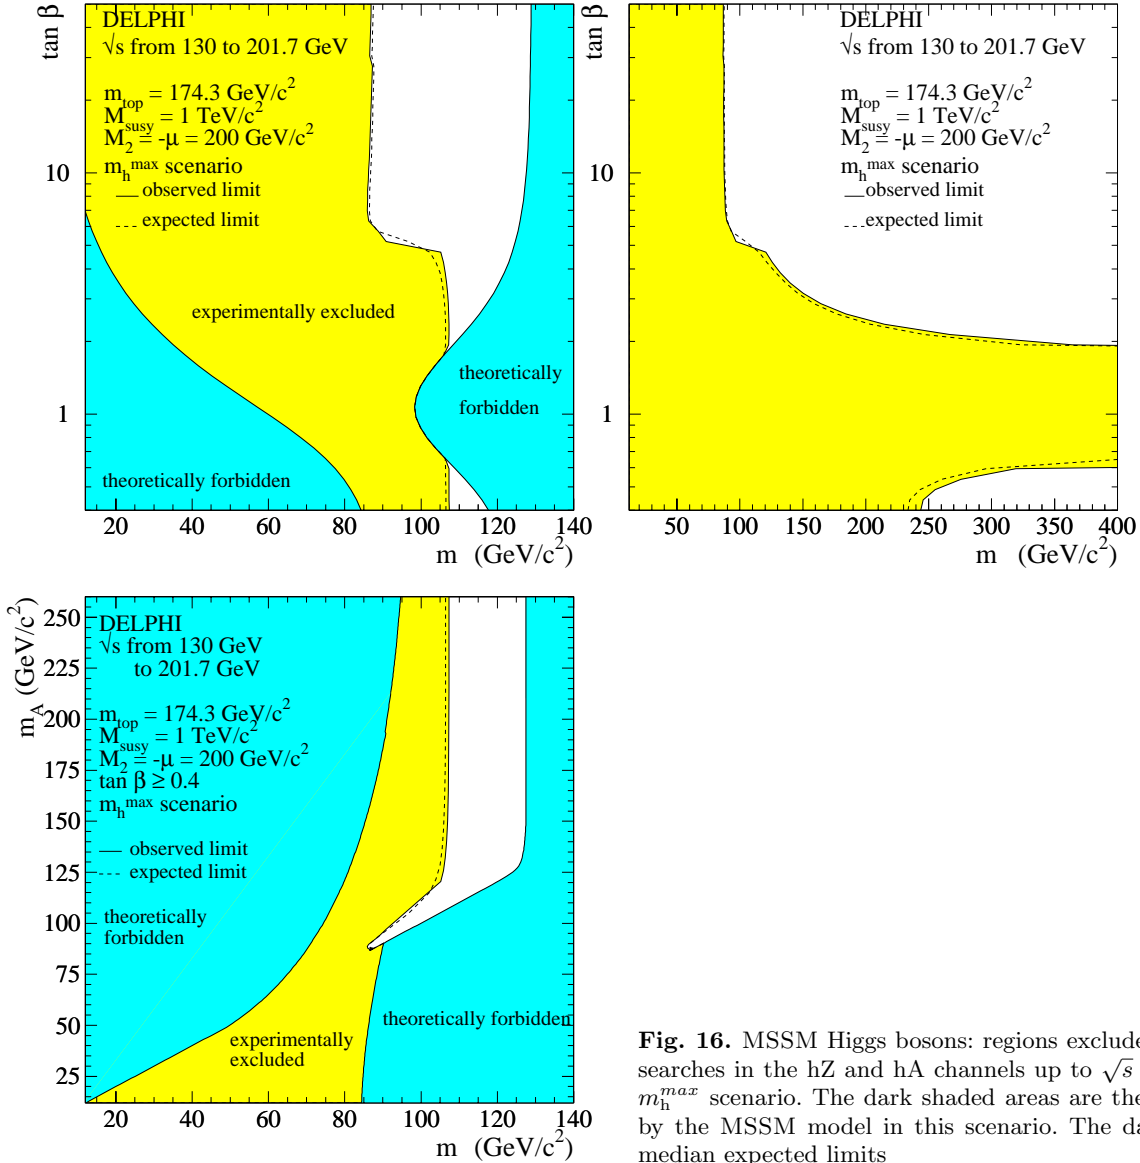 tan β
DELPHI
√s from 130 to 201.7 GeV
m_top = 174.3 GeV/c²
M_susy = 1 TeV/c²
M_2 = -μ = 200 GeV/c²
m_h^max scenario
observed limit
expected limit
10
1
experimentally excluded
theoretically
forbidden
theoretically forbidden
20 40 60 80 100 120 140
m (GeV/c²)
tan β
DELPHI
√s from 130 to 201.7 GeV
m_top = 174.3 GeV/c²
M_susy = 1 TeV/c²
M_2 = -μ = 200 GeV/c²
m_h^max scenario
observed limit
expected limit
10
1
50 100 150 200 250 300 350 400
m (GeV/c²)
m_A (GeV/c²)
250
225
200
175
150
125
100
75
50
25
DELPHI
√s from 130 GeV
to 201.7 GeV
m_top = 174.3 GeV/c²
M_susy = 1 TeV/c²
M_2 = -μ = 200 GeV/c²
tan β ≥ 0.4
m_h^max scenario
observed limit
expected limit
theoretically
forbidden
experimentally
excluded
theoretically forbidden
20 40 60 80 100 120 140
m (GeV/c²)
Fig. 16. MSSM Higgs bosons: regions exclude
searches in the hZ and hA channels up to √s
m_h^max scenario. The dark shaded areas are the
by the MSSM model in this scenario. The da
median expected limits